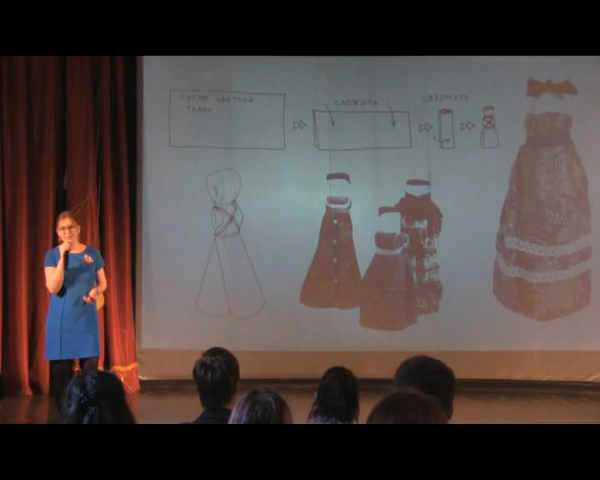 кусок светлой
ткани
сложить
свернуть